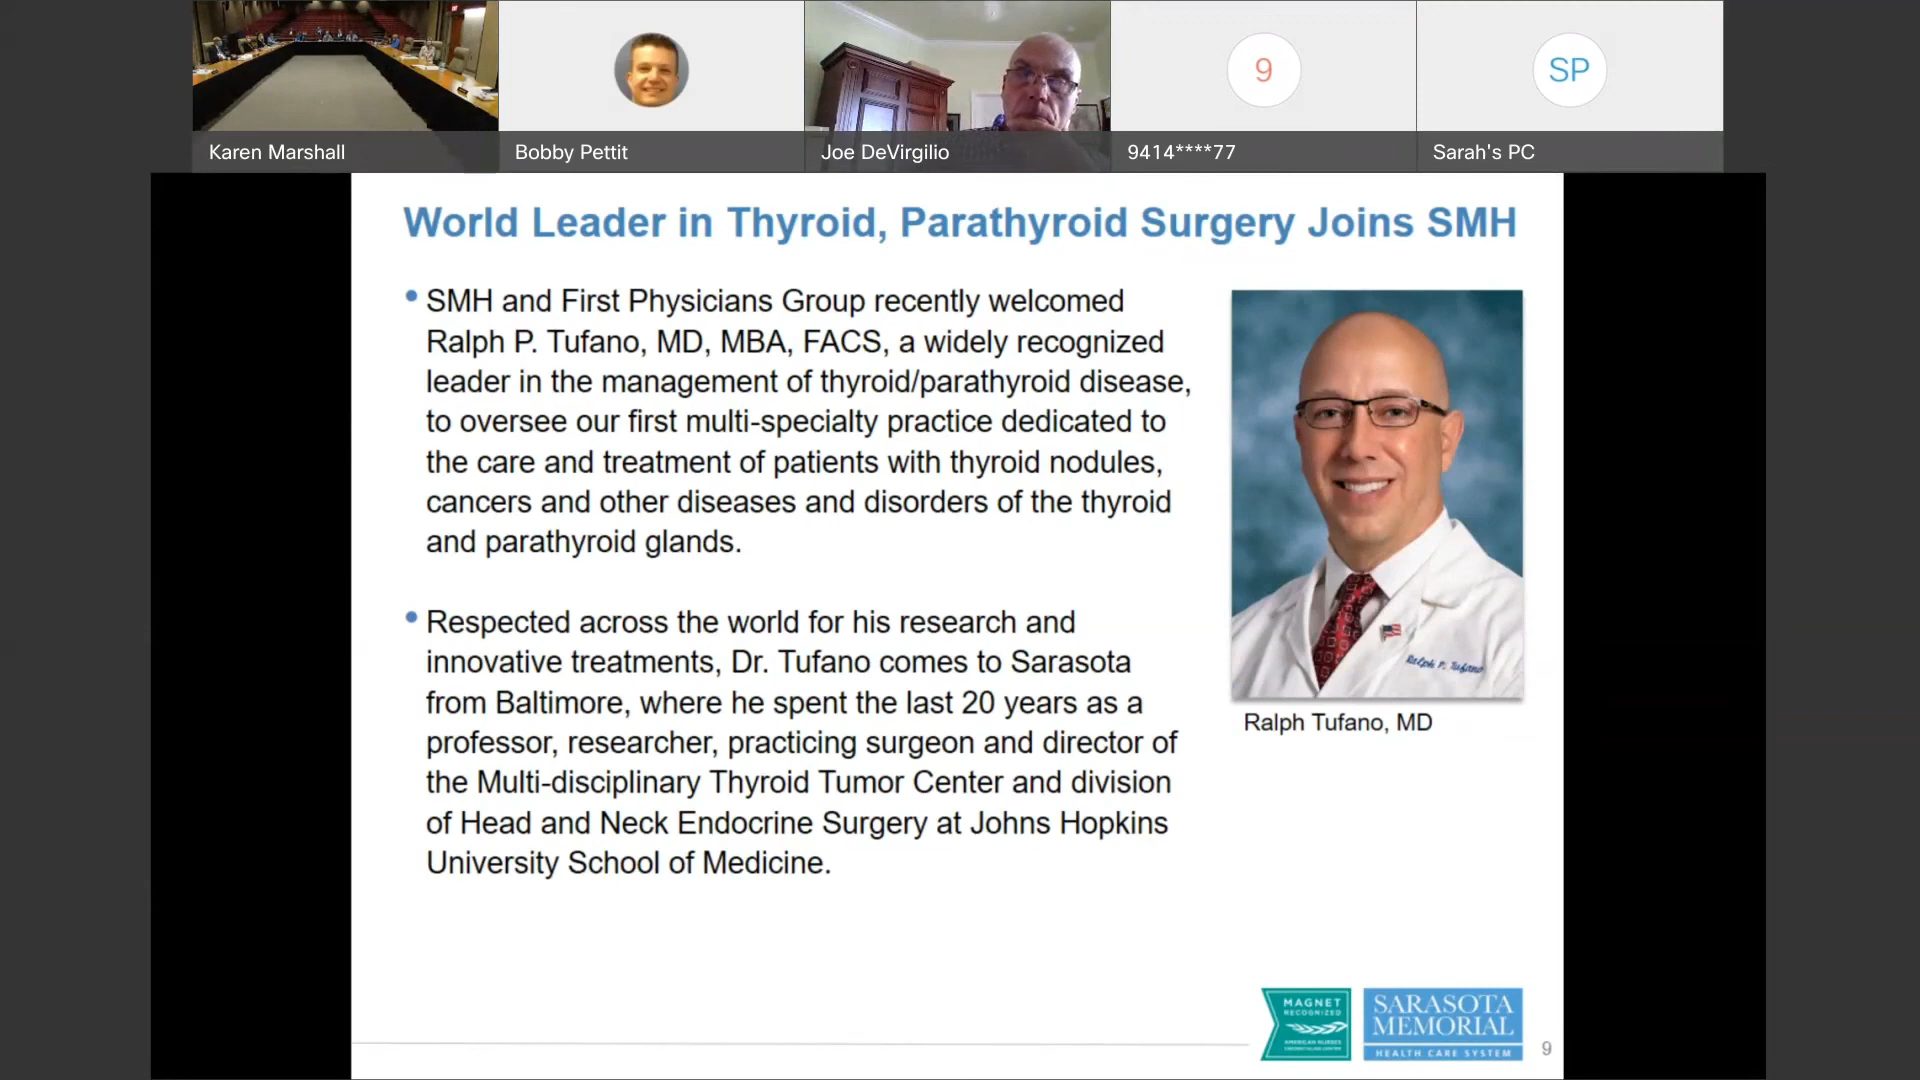 Karen Marshall
Bobby Pettit
Joe DeVirgilio
9
9414****77
SP
Sarah's PC
World Leader in Thyroid, Parathyroid Surgery Joins SMH
• SMH and First Physicians Group recently welcomed
Ralph P. Tufano, MD, MBA, FACS, a widely recognized
leader in the management of thyroid/parathyroid disease,
to oversee our first multi-specialty practice dedicated to
the care and treatment of patients with thyroid nodules,
cancers and other diseases and disorders of the thyroid
and parathyroid glands.
• Respected across the world for his research and
innovative treatments, Dr. Tufano comes to Sarasota
from Baltimore, where he spent the last 20 years as a
professor, researcher, practicing surgeon and director of
the Multi-disciplinary Thyroid Tumor Center and division
of Head and Neck Endocrine Surgery at Johns Hopkins
University School of Medicine.
Ralph P. Tufano
Ralph Tufano, MD
MAGNET
RECOGNIZED
AMERICAN NURSES
SARASOTA
MEMORIAL
HEALTH CARE SYSTEM
9